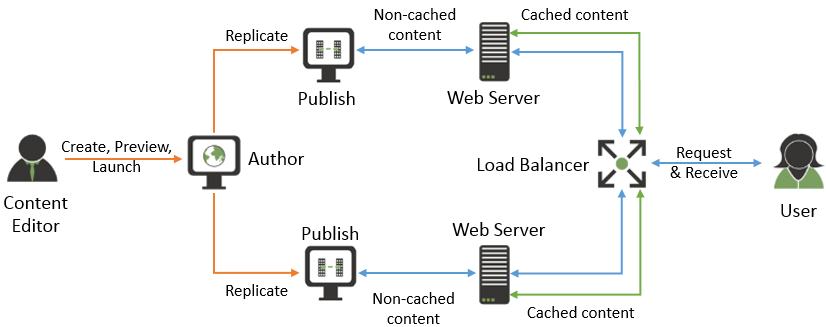 Non-cached
content
Cached content
Replicate
Publish
Web Server
Create, Preview,
Launch
Author
Load Balancer
Request
& Receive
Content
Editor
User
Publish
Web Server
Replicate
Non-cached
content
Cached content